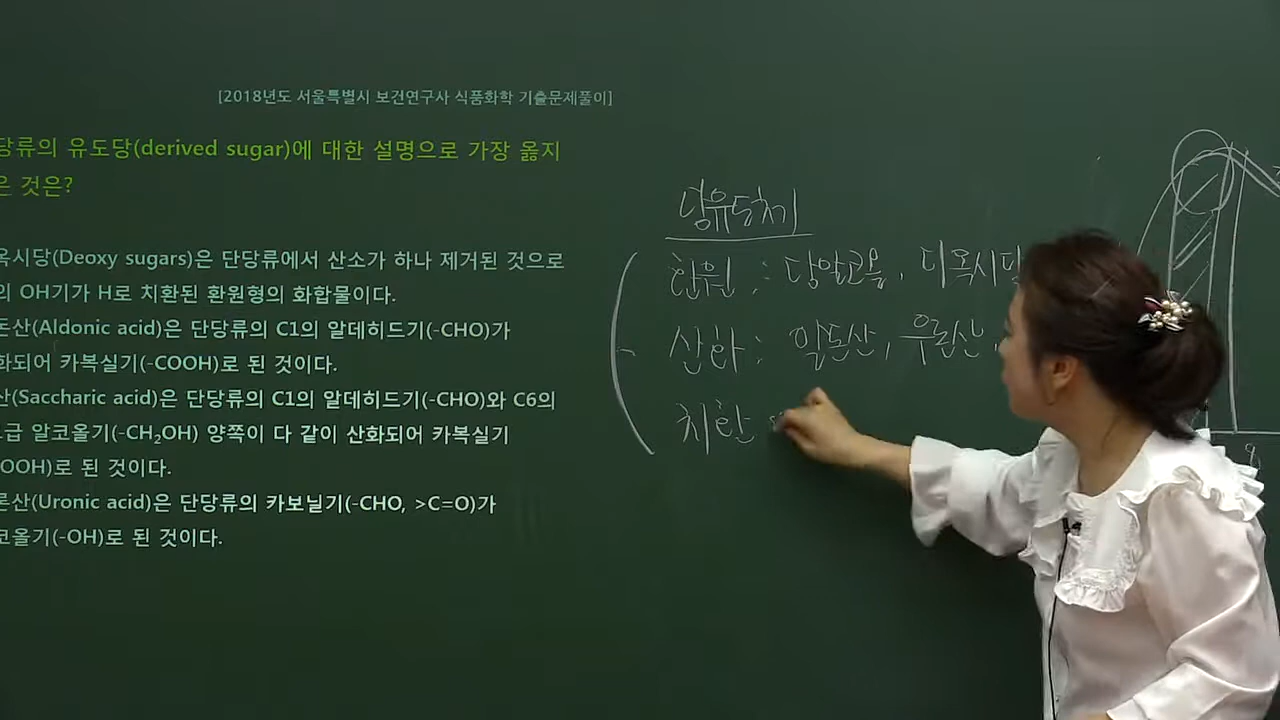 [2018년도 서울특별시 보건연구사 식품화학 기출문제풀이]
당류의 유도당(derived sugar)에 대한 설명으로 가장 옳지
은 것은?
옥시당(Deoxy sugars)은 단당류에서 산소가 하나 제거된 것으로
의 OH기가 H로 치환된 환원형의 화합물이다.
돈산(Aldonic acid)은 단당류의 C1의 알데히드기(-CHO)가
화되어 카복실기(-COOH)로 된 것이다.
산(Saccharic acid)은 단당류의 C1의 알데히드기(-CHO)와 C6의
급 알코올기(-CH₂OH) 양쪽이 다 같이 산화되어 카복실기
OOH)로 된 것이다.
론산(Uronic acid)은 단당류의 카보닐기(-CHO, >C=O)가
코올기(-OH)로 된 것이다.
당유도체기
환원 : 당알코올, 디옥시당
산화 : 알돈산, 우론산,
치환